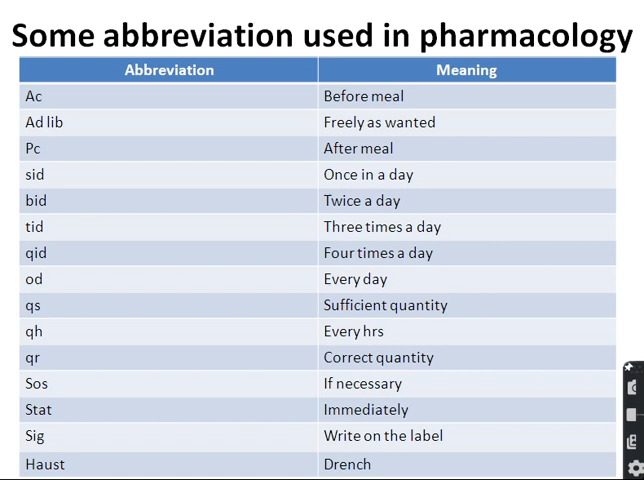 Some abbreviation used in pharmacology
Abbreviation Meaning
Ac Before meal
Ad lib Freely as wanted
Pc After meal
sid Once in a day
bid Twice a day
tid Three times a day
qid Four times a day
od Every day
qs Sufficient quantity
qh Every hrs
qr Correct quantity
Sos If necessary
Stat Immediately
Sig Write on the label
Haust Drench